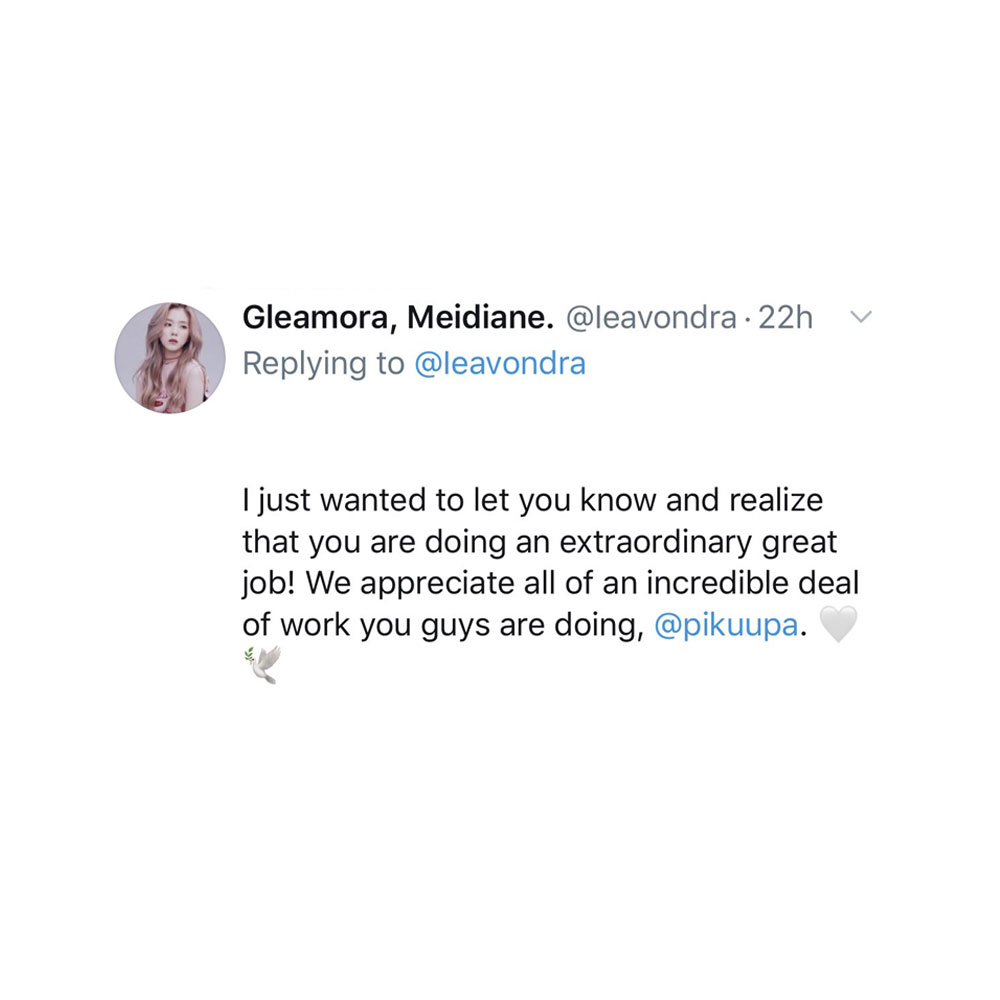 Gleamora, Meidiane. @leavondra · 22h
Replying to @leavondra
I just wanted to let you know and realize
that you are doing an extraordinary great
job! We appreciate all of an incredible deal
of work you guys are doing, @pikuupa. 🤍
🕊️